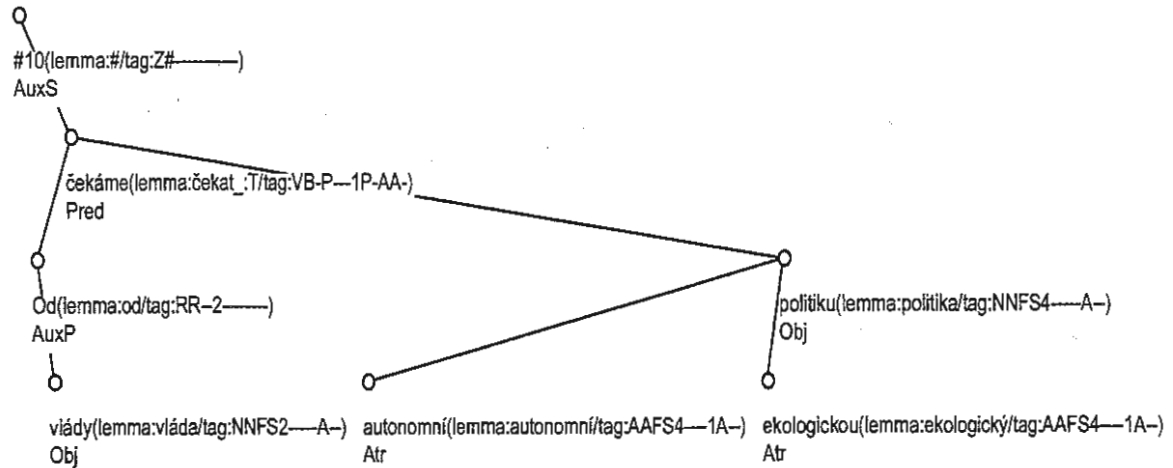 #10(lemma:#/tag:Z#-----------)
AuxS
čekáme(lemma:čekat_:T/tag:VB-P---1P-AA-)
Pred
Od(lemma:od/tag:RR--2--------)
AuxP
politiku(lemma:politika/tag:NNFS4-----A--)
Obj
vlády(lemma:vláda/tag:NNFS2-----A--) autonomní(lemma:autonomní/tag:AAFS4----1A--) ekologickou(lemma:ekologický/tag:AAFS4----1A--)
Obj Atr Atr